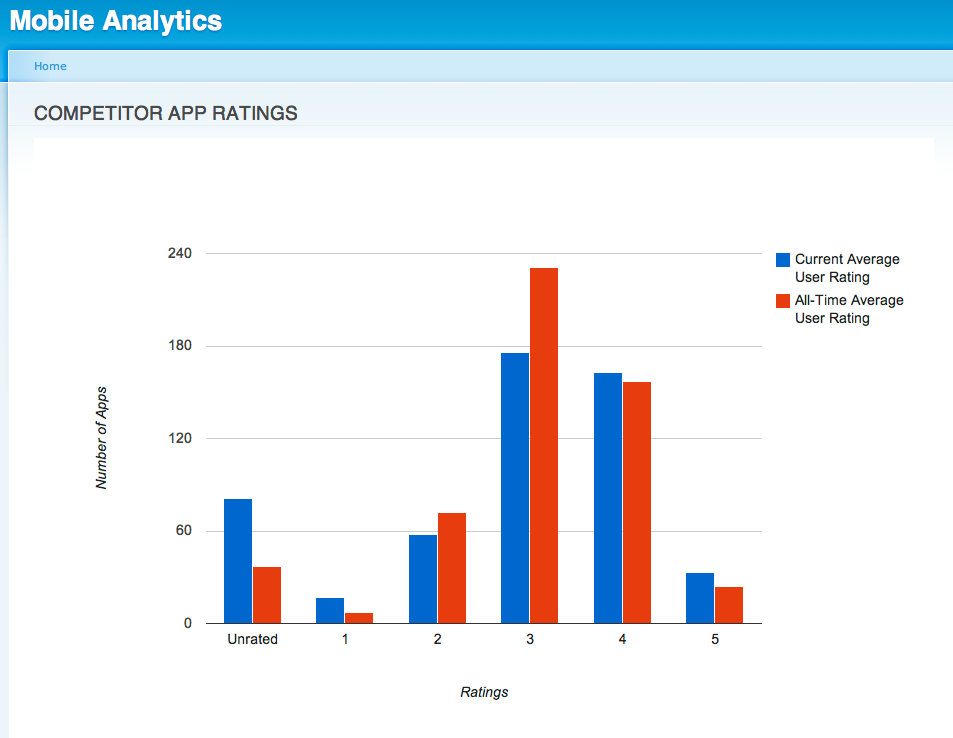 Mobile Analytics
Home
COMPETITOR APP RATINGS
240
180
120
60
0
Number of Apps
Unrated 1 2 3 4 5
Ratings
Current Average
User Rating
All-Time Average
User Rating